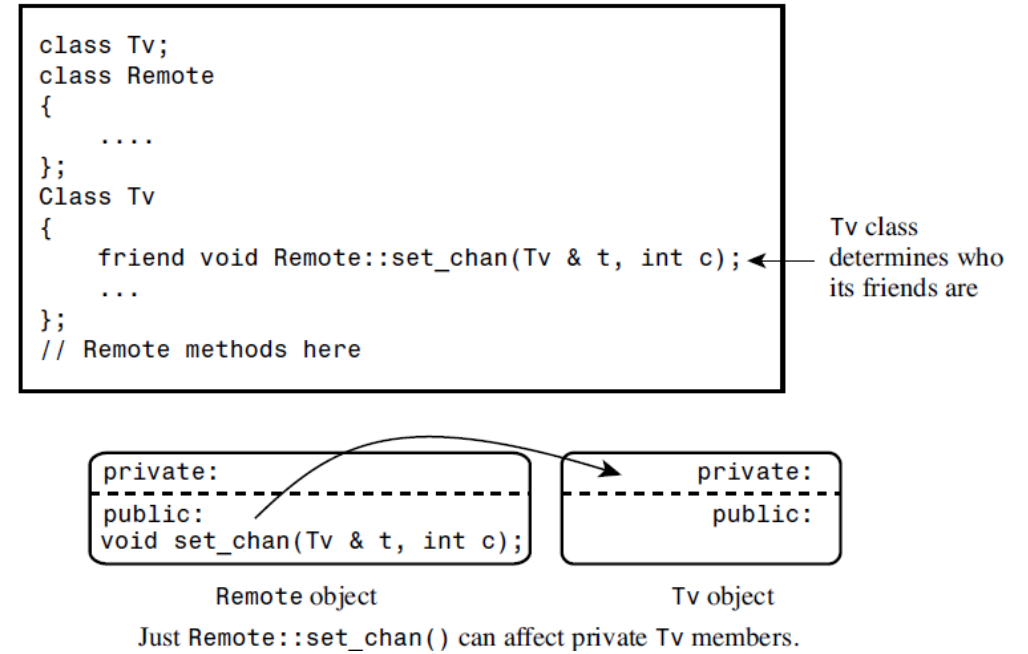 class Tv;
class Remote
{
....
};
Class Tv
{
friend void Remote::set_chan(Tv & t, int c);
...
};
// Remote methods here
Tv class
determines who
its friends are
private:
public:
void set_chan(Tv & t, int c);
private:
public:
Remote object
Tv object
Just Remote::set_chan() can affect private Tv members.